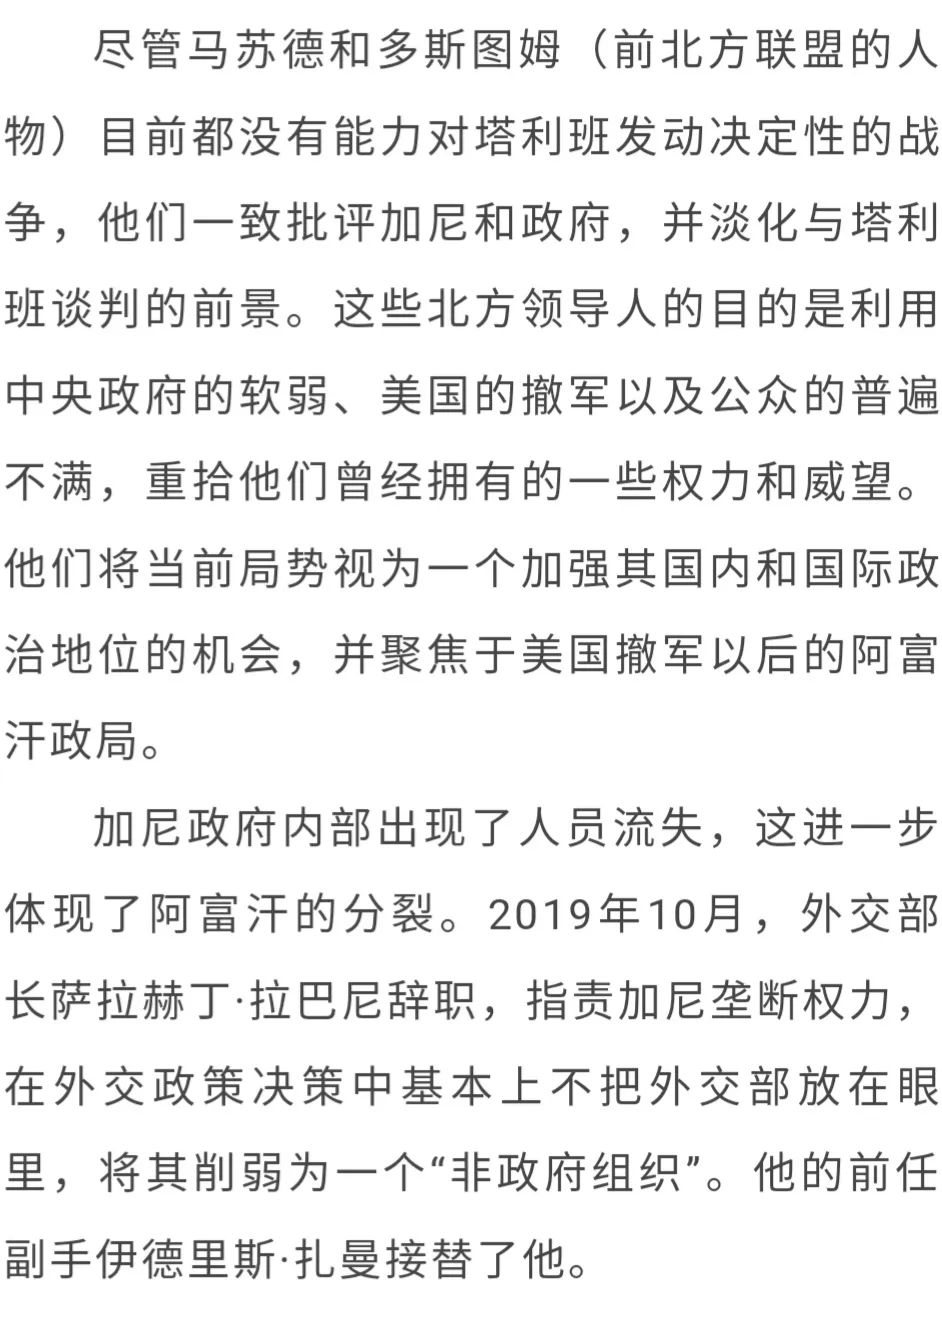 尽管马苏德和多斯图姆（前北方联盟的人
物）目前都没有能力对塔利班发动决定性的战
争，他们一致批评加尼和政府，并淡化与塔利
班谈判的前景。这些北方领导人的目的是利用
中央政府的软弱、美国的撤军以及公众的普遍
不满，重拾他们曾经拥有的一些权力和威望。
他们将当前局势视为一个加强其国内和国际政
治地位的机会，并聚焦于美国撤军以后的阿富
汗政局。
加尼政府内部出现了人员流失，这进一步
体现了阿富汗的分裂。2019年10月，外交部
长萨拉赫丁·拉巴尼辞职，指责加尼垄断权力，
在外交政策决策中基本上不把外交部放在眼
里，将其削弱为一个“非政府组织”。他的前任
副手伊德里斯·扎曼接替了他。